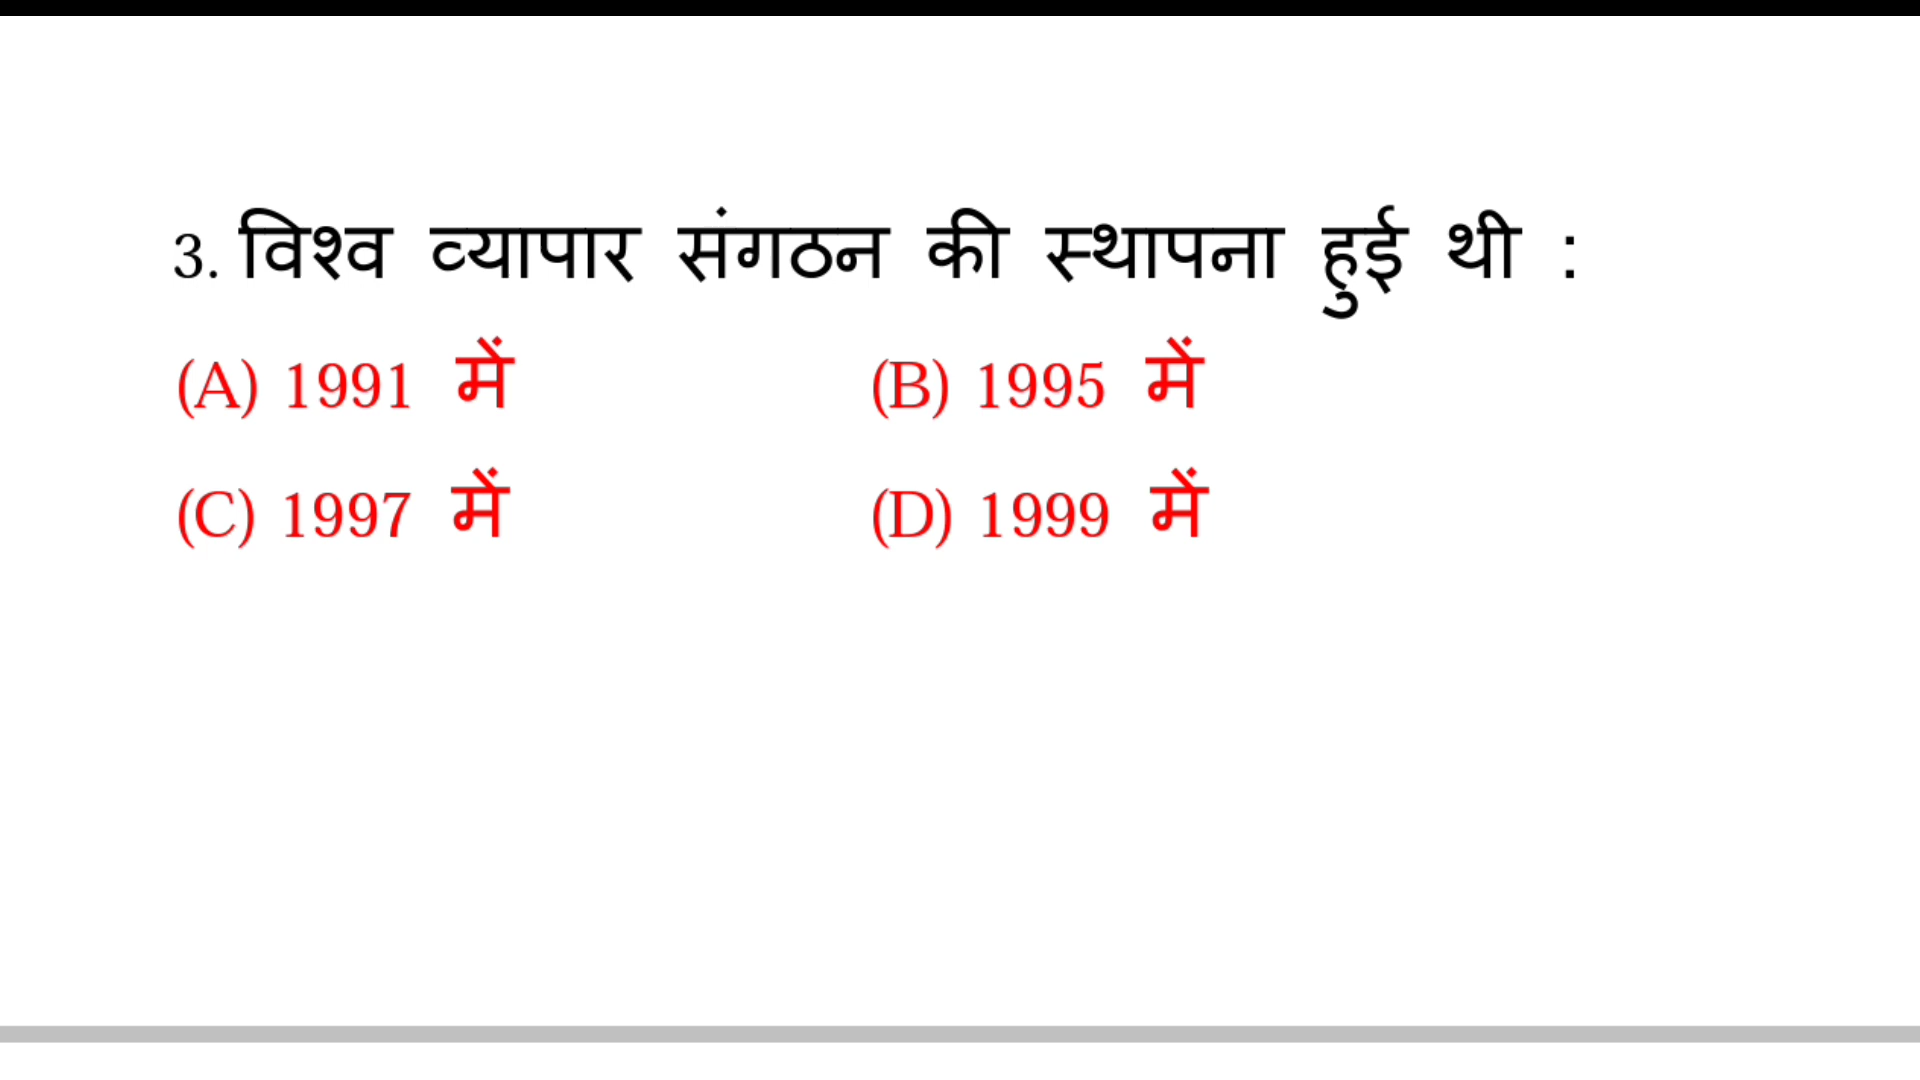 3. विश्व व्यापार संगठन की स्थापना हुई थी :
(A) 1991 में (B) 1995 में
(C) 1997 में (D) 1999 में